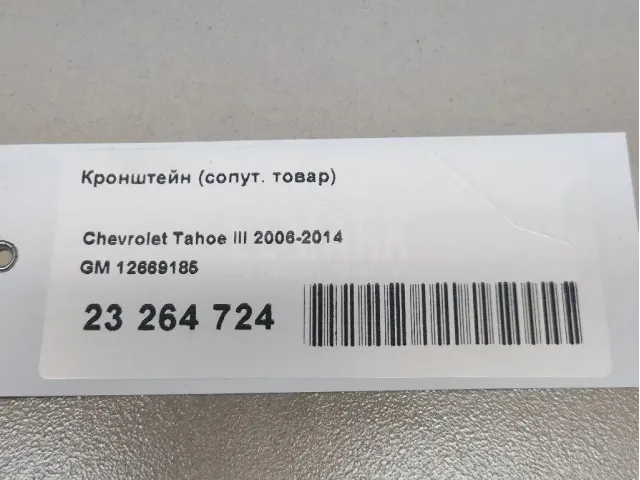 Кронштейн (сопут. товар)
Chevrolet Tahoe III 2006-2014
GM 12669185
23 264 724